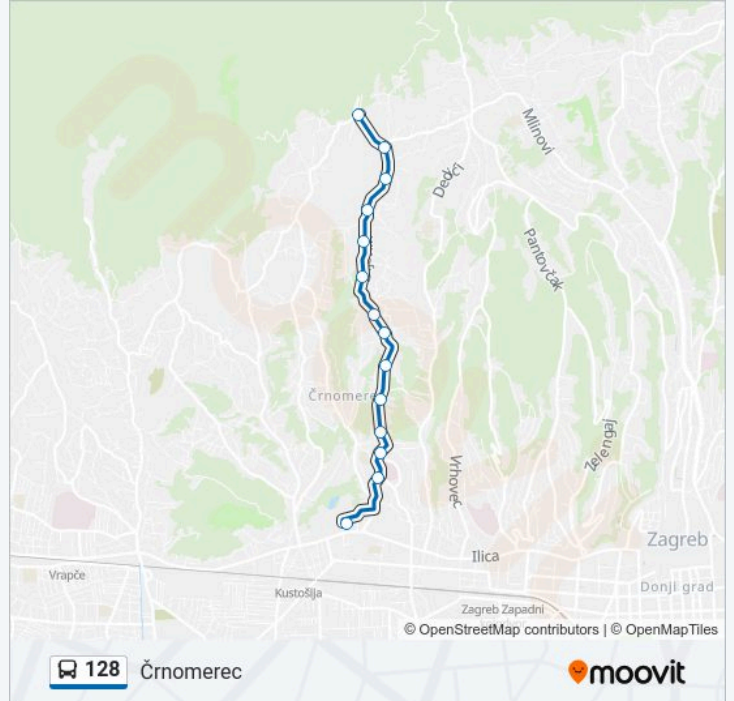 Mlinovi
Dedići
Pantovčak
Črnomerec
Zelengaj
Vrhovec
Zagreb
Ilica
Vrapče
Donji grad
Kustošija
Zagreb Zapadni
© OpenStreetMap contributors | © OpenMapTiles
128 Črnomerec
moovit